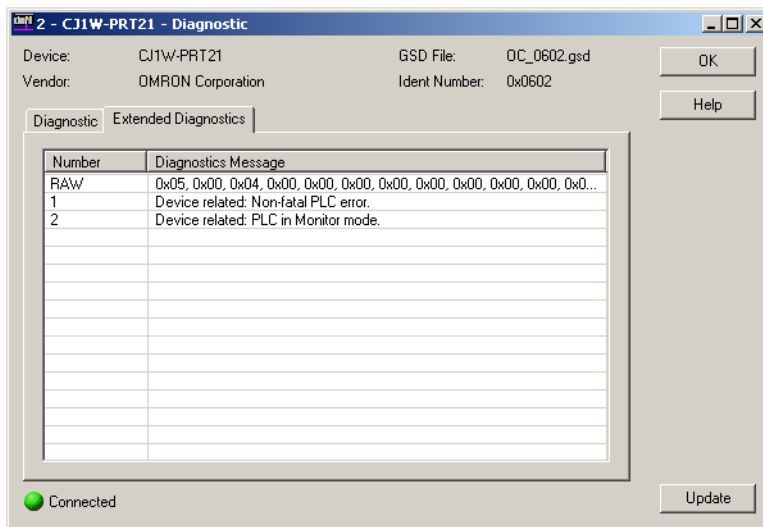 2 - CJ1W-PRT21 - Diagnostic
Device: CJ1W-PRT21 GSD File: OC_0602.gsd
Vendor: OMRON Corporation Ident Number: 0x0602
OK
Help
Diagnostic Extended Diagnostics
Number Diagnostics Message
RAW 0x05, 0x00, 0x04, 0x00, 0x00, 0x00, 0x00, 0x00, 0x00, 0x00, 0x00, 0x0...
1 Device related: Non-fatal PLC error.
2 Device related: PLC in Monitor mode.
Connected
Update